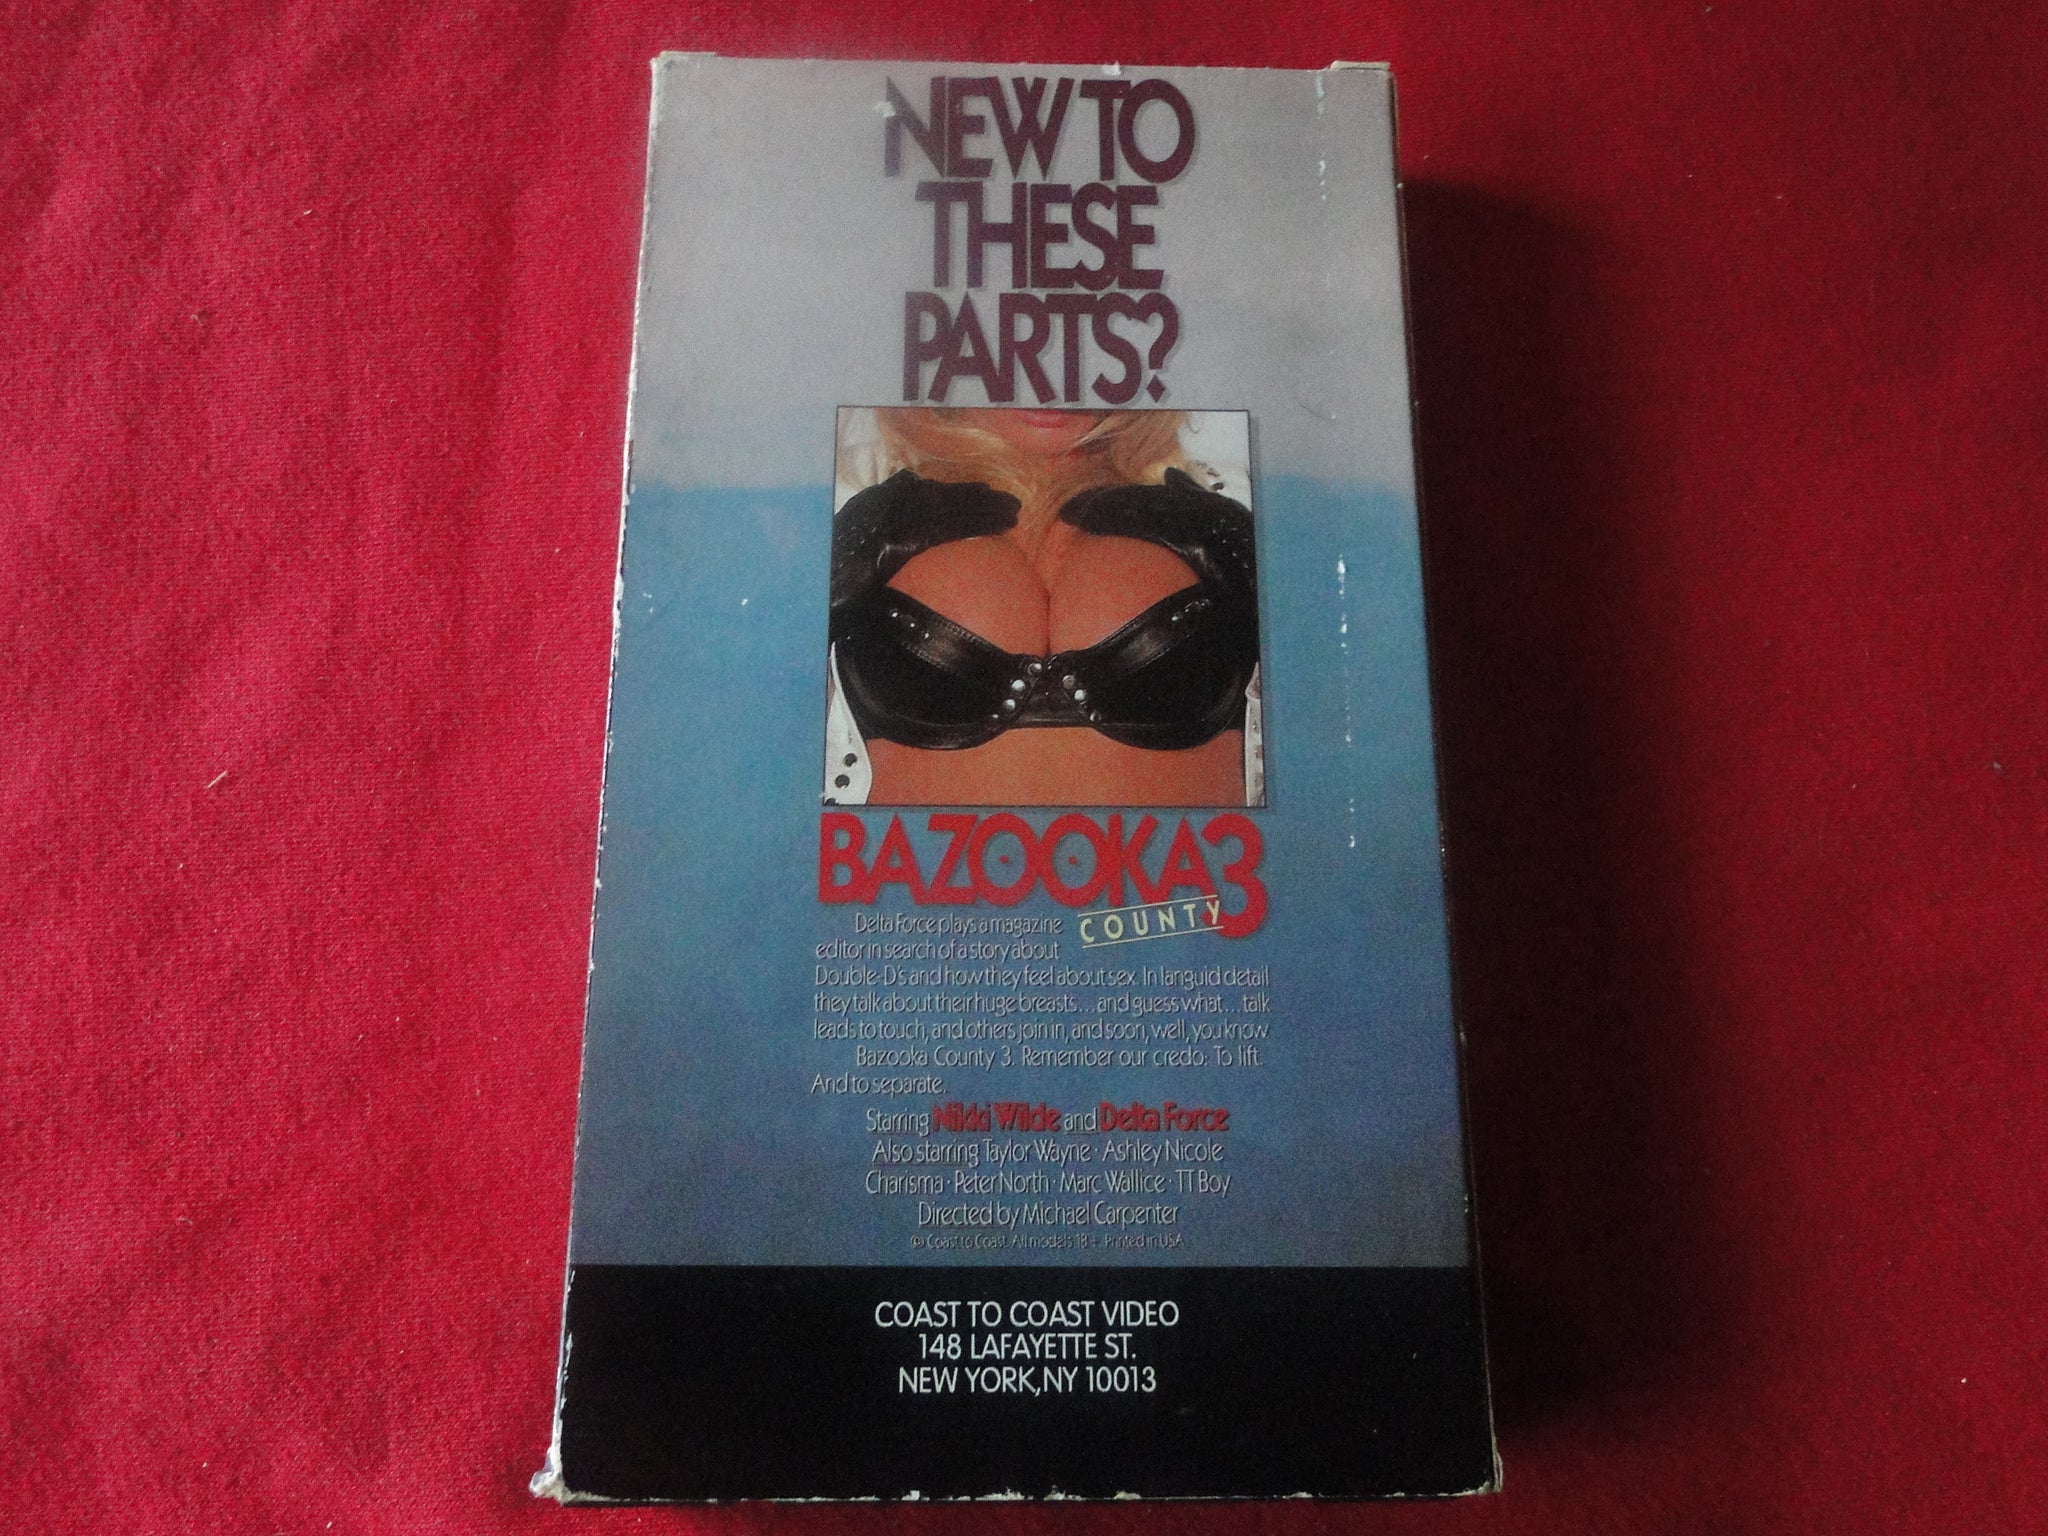 NEW TO
THESE
PARTS?
BAZOOKA 3
COUNTY
Delta Force plays a magazine
editor in search of a story about
Double-D's and how they feel about sex. In languid detail
they talk about their huge breasts...and guess what...talk
leads to touch, and others join in, and soon, well, you know.
Bazooka County 3. Remember our credo: To lift.
And to separate.
Starring Nikki Wilde and Delta Force
Also starring Taylor Wayne · Ashley Nicole
Charisma · Peter North · Marc Wallice · TT Boy
Directed by Michael Carpenter
© Coast to Coast. All models 18+. Printed in USA
COAST TO COAST VIDEO
148 LAFAYETTE ST.
NEW YORK, NY 10013